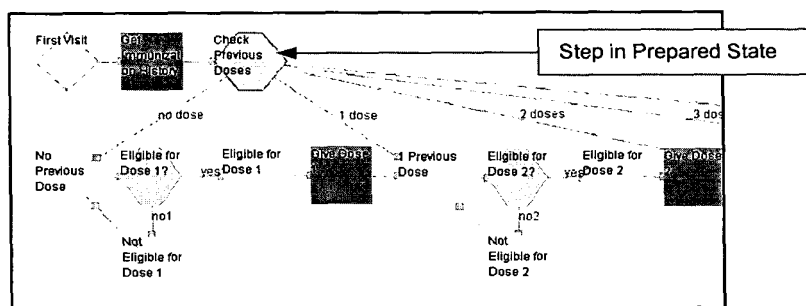 First Visit
Get
Immunizati
on History
Check
Previous
Doses
Step in Prepared State
no dose
1 dose
2 doses
3 dos
No
Previous
Dose
Eligible for
Dose 1?
yes
Eligible for
Dose 1
Give Dose
1 Previous
Dose
Eligible for
Dose 2?
yes
Eligible for
Dose 2
Give Dose
no1
no2
Not
Eligible for
Dose 1
Not
Eligible for
Dose 2